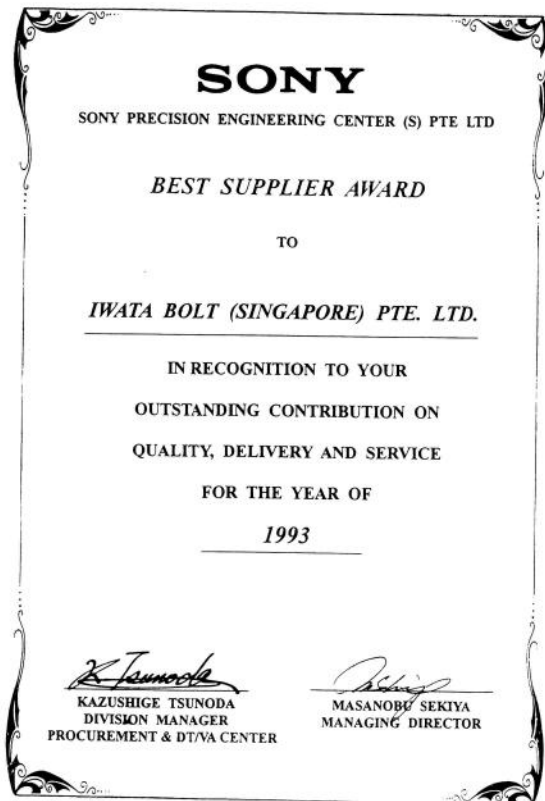 SONY
SONY PRECISION ENGINEERING CENTER (S) PTE LTD
BEST SUPPLIER AWARD
TO
IWATA BOLT (SINGAPORE) PTE. LTD.
IN RECOGNITION TO YOUR
OUTSTANDING CONTRIBUTION ON
QUALITY, DELIVERY AND SERVICE
FOR THE YEAR OF
1993
K Tsunoda
KAZUSHIGE TSUNODA
DIVISION MANAGER
PROCUREMENT & DT/VA CENTER
MASANOBU SEKIYA
MANAGING DIRECTOR